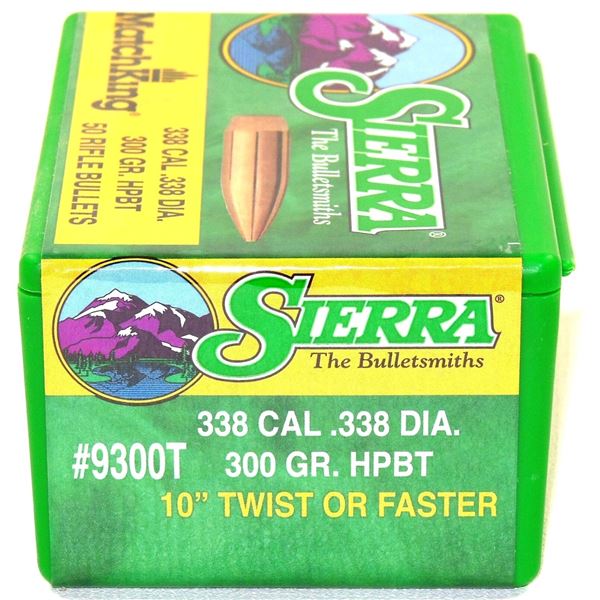 MatchKing®
338 CAL .338 DIA.
300 GR. HPBT
50 RIFLE BULLETS
SIERRA®
The Bulletsmiths
SIERRA®
The Bulletsmiths
338 CAL .338 DIA.
#9300T 300 GR. HPBT
10” TWIST OR FASTER